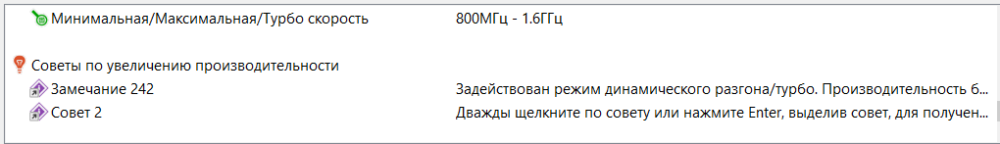 Минимальная/Максимальная/Турбо скорость 800МГц - 1.6ГГц
Советы по увеличению производительности
Замечание 242 Задействован режим динамического разгона/турбо. Производительность б...
Совет 2 Дважды щелкните по совету или нажмите Enter, выделив совет, для получен...